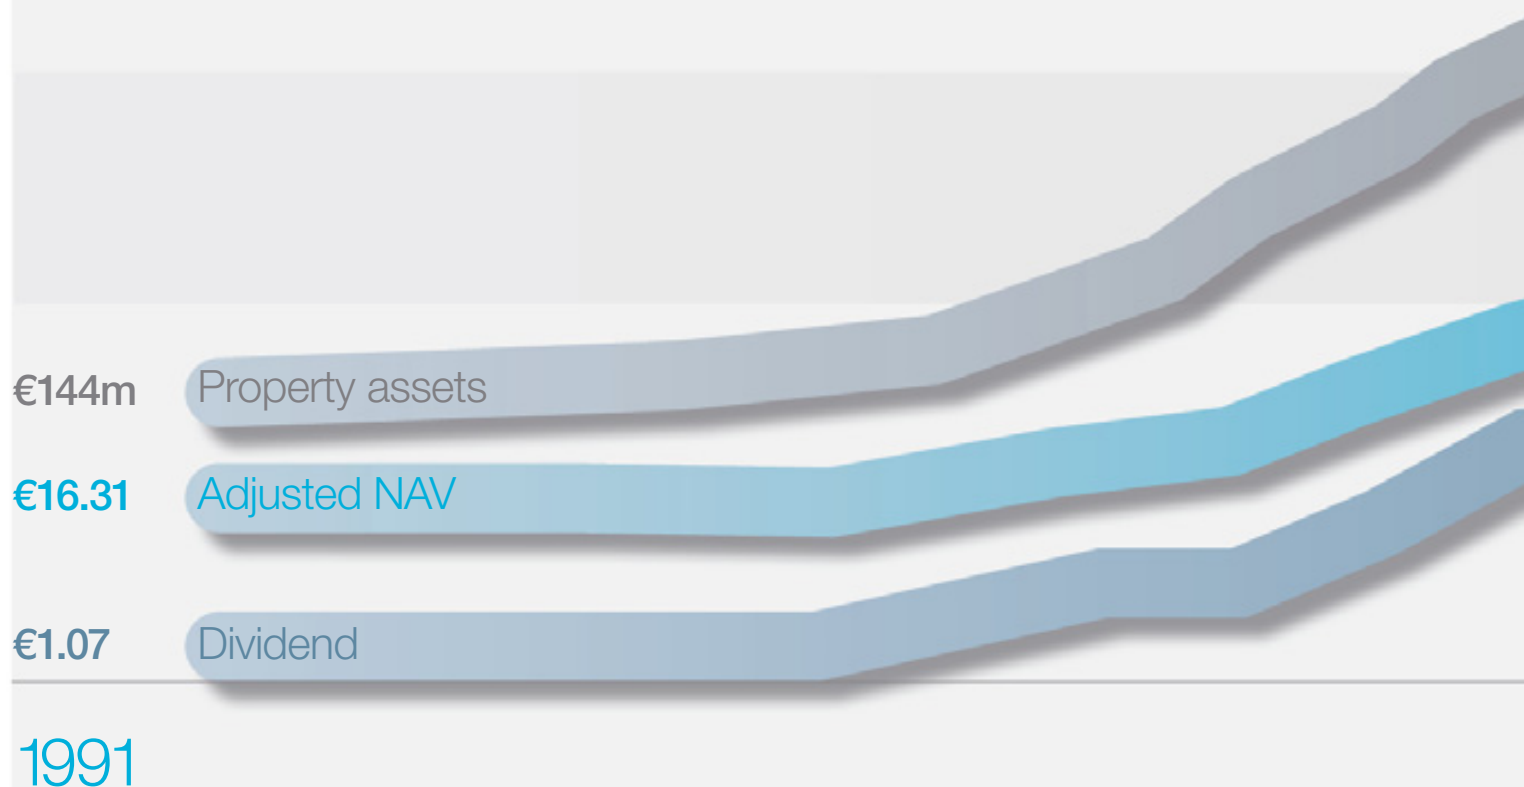 €144m Property assets
€16.31 Adjusted NAV
€1.07 Dividend
1991